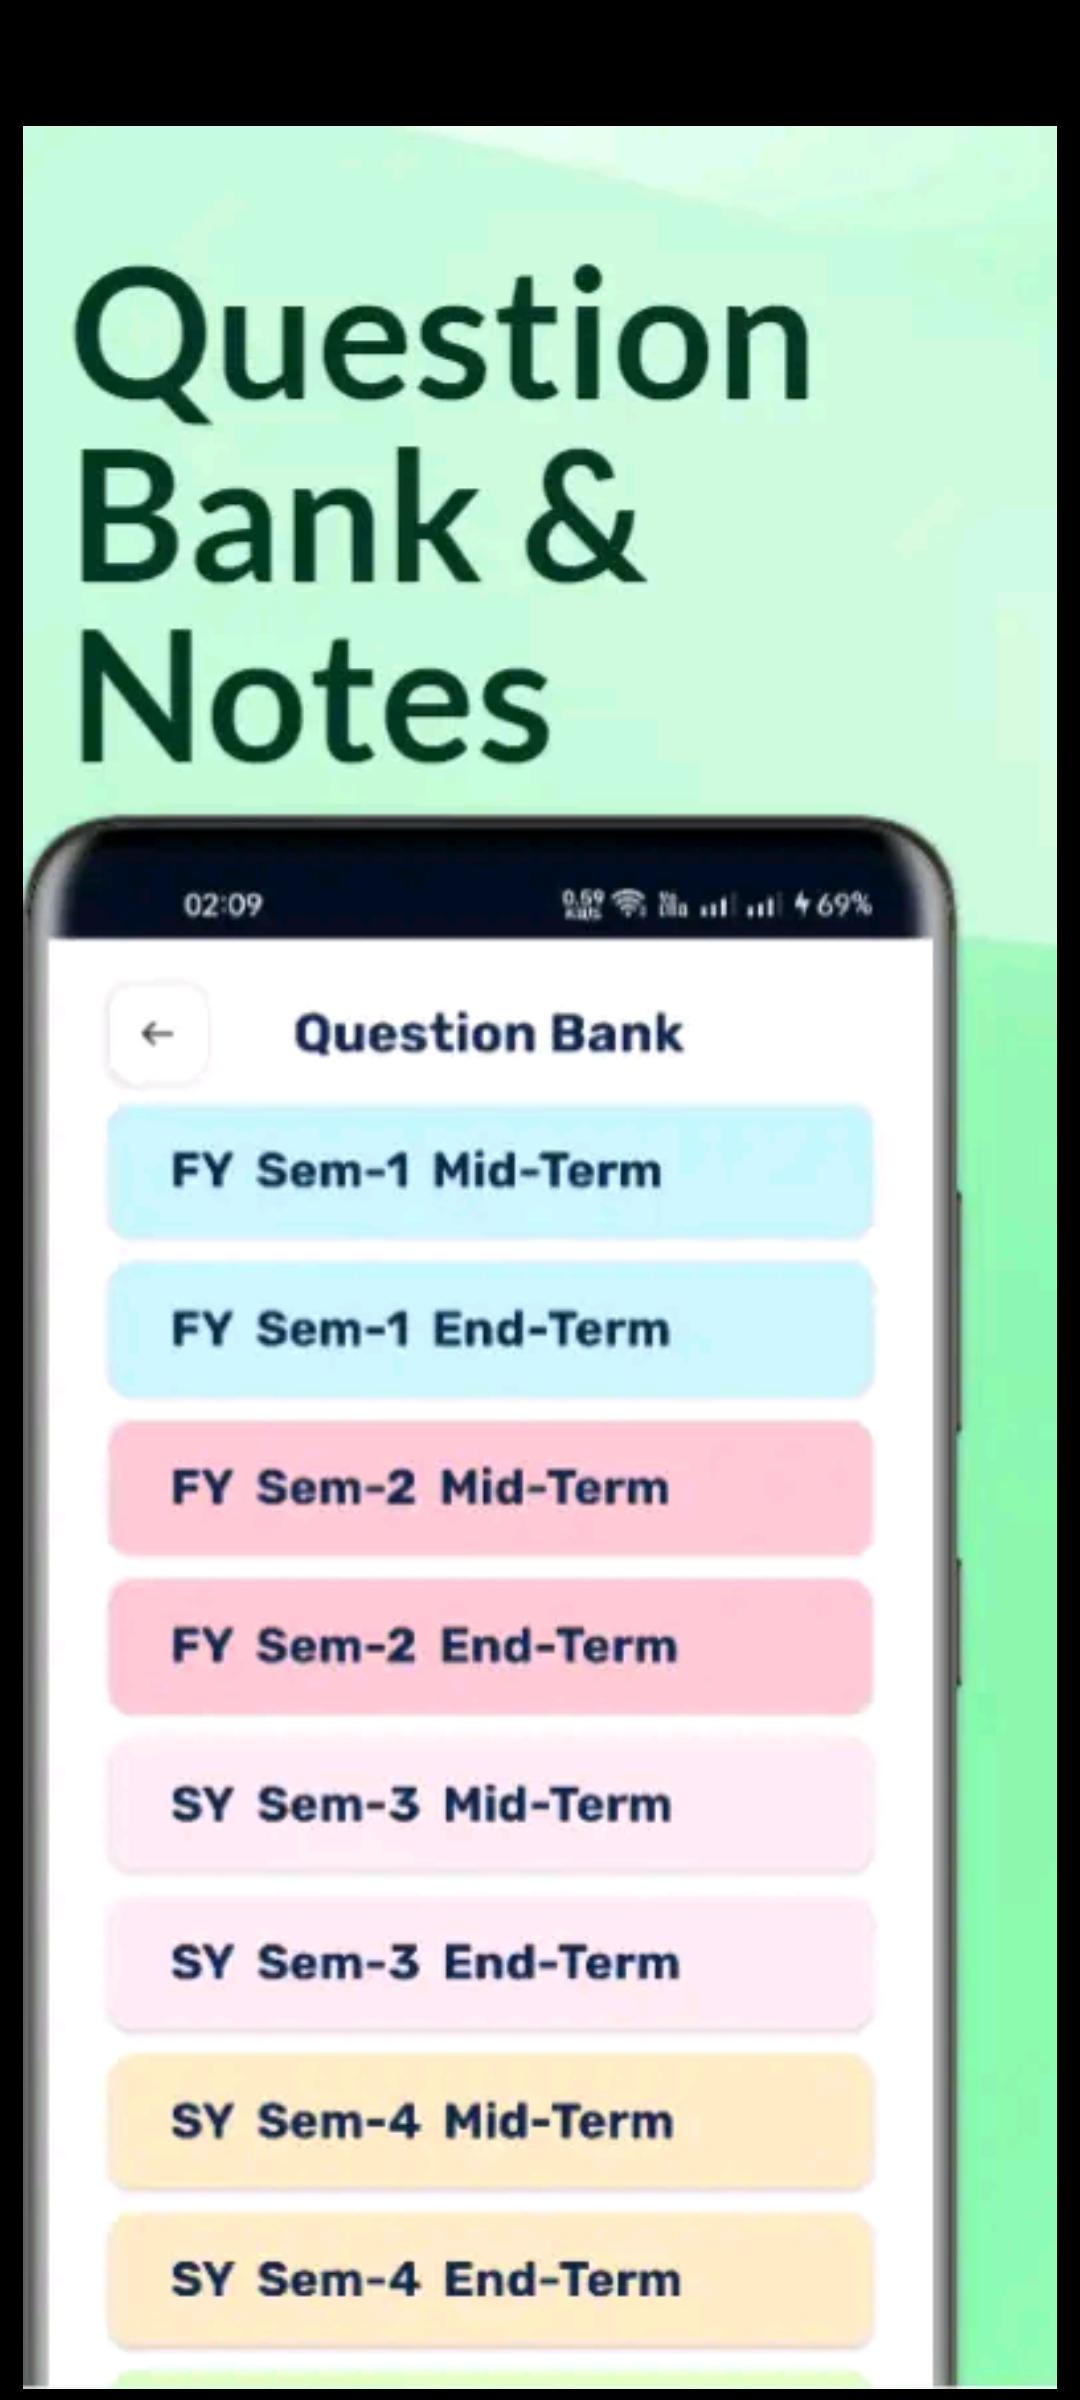 Question
Bank &
Notes
02:09
0.59
69%
Question Bank
FY Sem-1 Mid-Term
FY Sem-1 End-Term
FY Sem-2 Mid-Term
FY Sem-2 End-Term
SY Sem-3 Mid-Term
SY Sem-3 End-Term
SY Sem-4 Mid-Term
SY Sem-4 End-Term